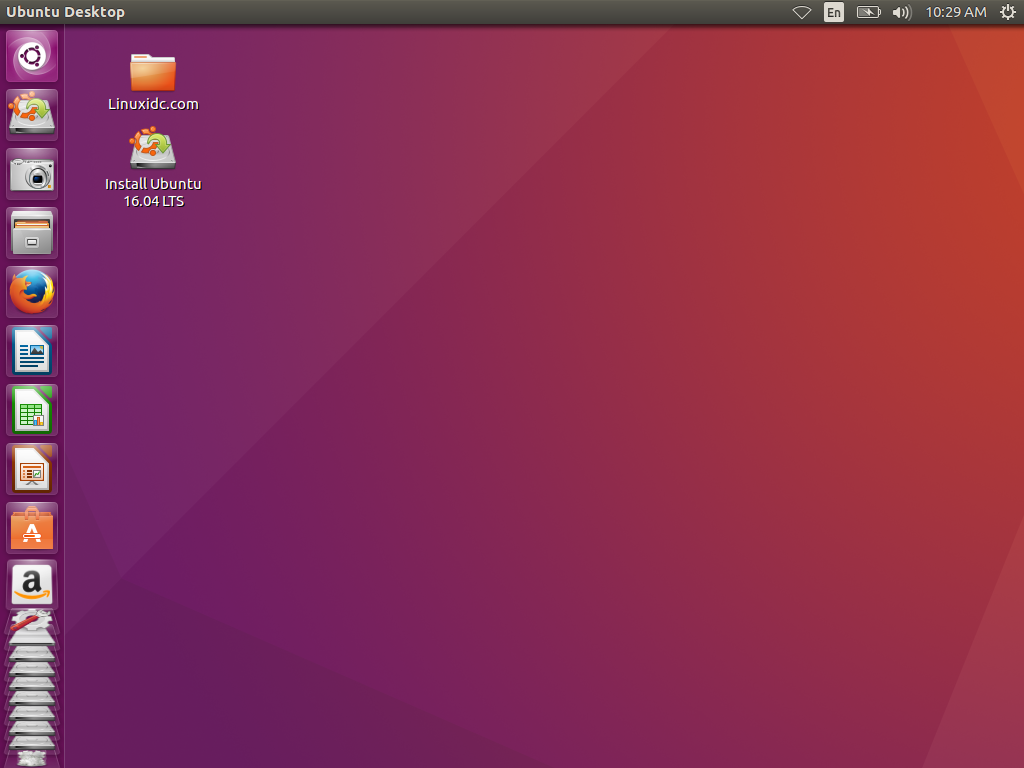 Ubuntu Desktop
En
10:29 AM
Linuxidc.com
Install Ubuntu
16.04 LTS
A
a